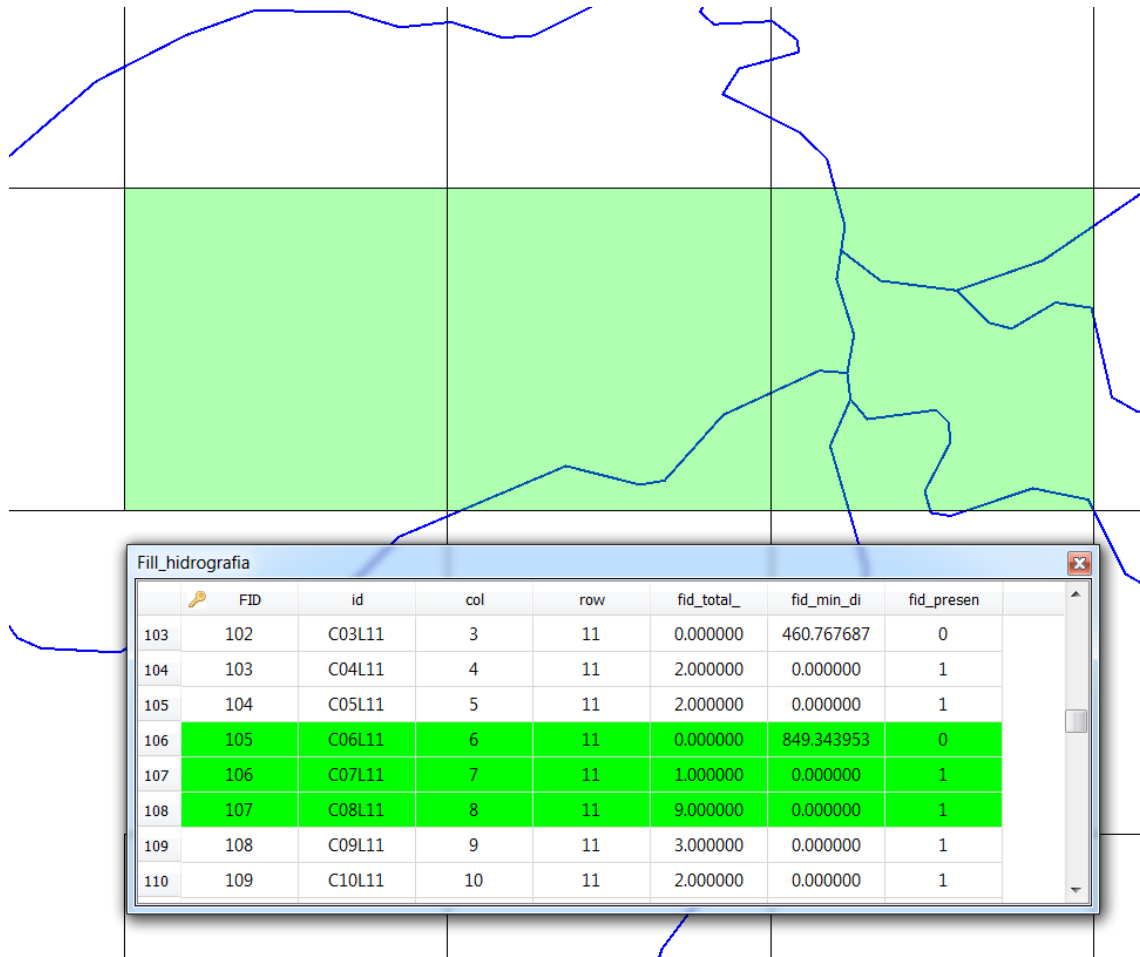 Fill_hidrografia
FID id col row fid_total_ fid_min_di fid_presen
103 102 C03L11 3 11 0.000000 460.767687 0
104 103 C04L11 4 11 2.000000 0.000000 1
105 104 C05L11 5 11 2.000000 0.000000 1
106 105 C06L11 6 11 0.000000 849.343953 0
107 106 C07L11 7 11 1.000000 0.000000 1
108 107 C08L11 8 11 9.000000 0.000000 1
109 108 C09L11 9 11 3.000000 0.000000 1
110 109 C10L11 10 11 2.000000 0.000000 1